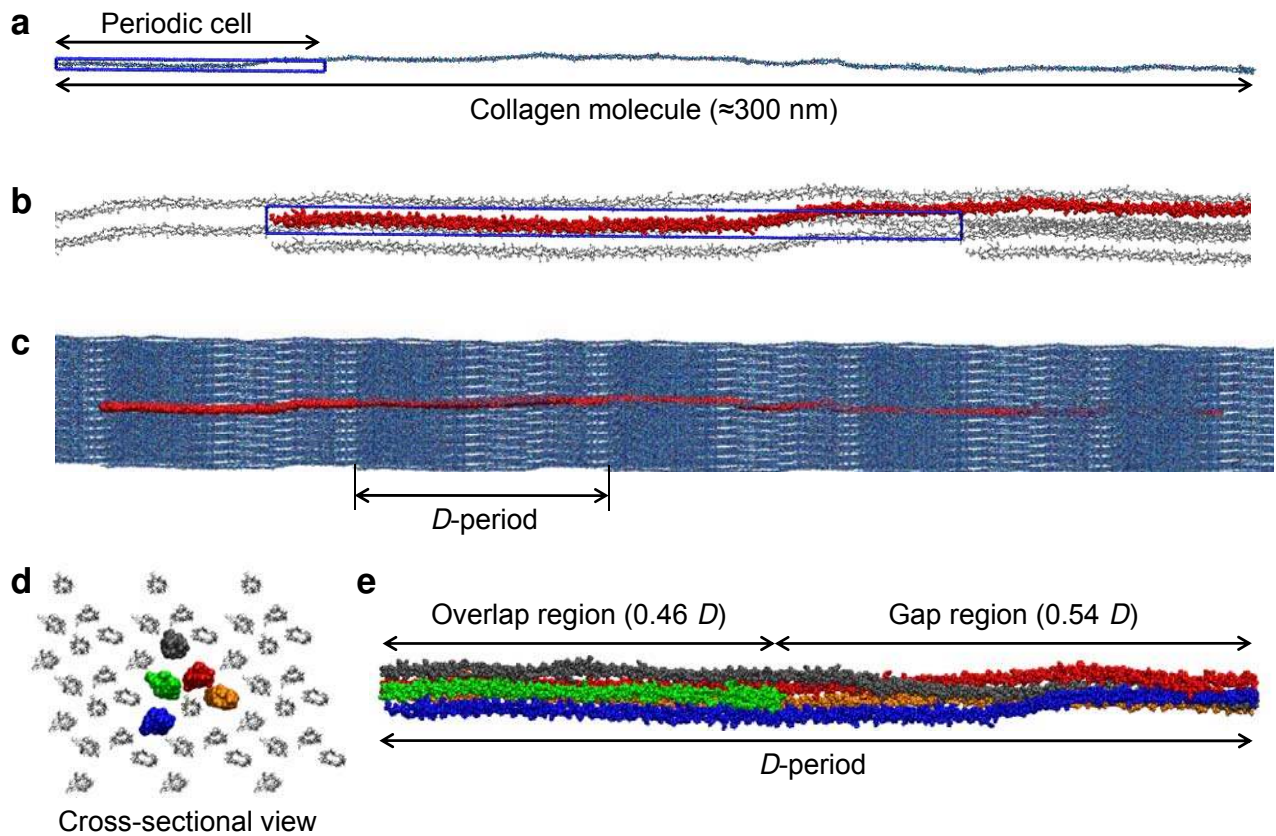 a
Periodic cell
Collagen molecule (≈300 nm)
b
c
D-period
d
Cross-sectional view
e
Overlap region (0.46 D)
Gap region (0.54 D)
D-period